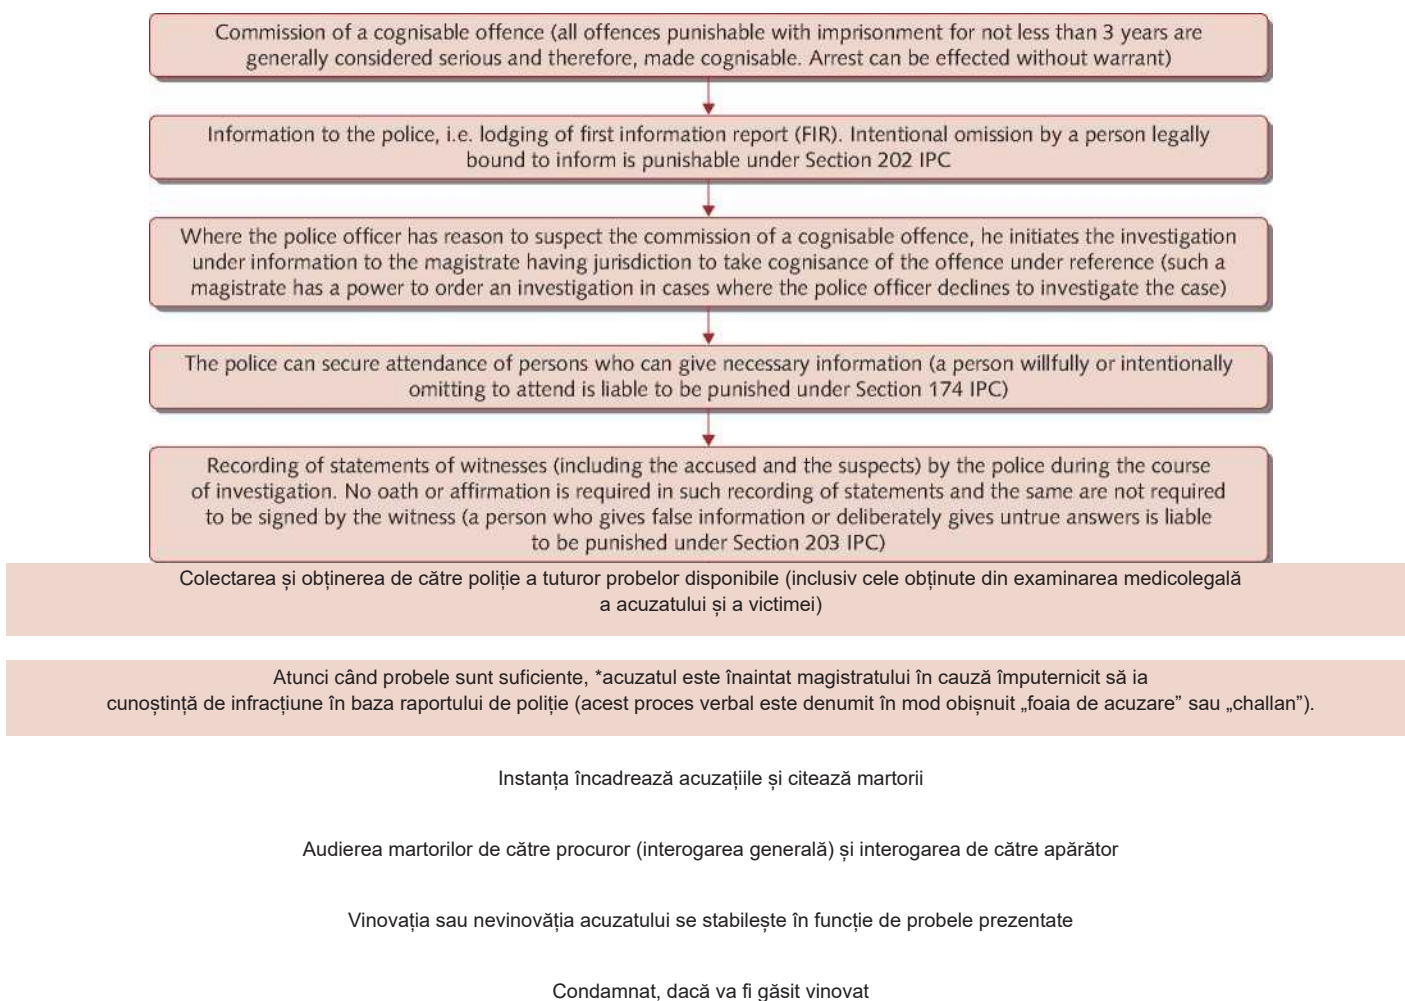 Commission of a cognisable offence (all offences punishable with imprisonment for not less than 3 years are
generally considered serious and therefore, made cognisable. Arrest can be effected without warrant)
Information to the police, i.e. lodging of first information report (FIR). Intentional omission by a person legally
bound to inform is punishable under Section 202 IPC
Where the police officer has reason to suspect the commission of a cognisable offence, he initiates the investigation
under information to the magistrate having jurisdiction to take cognisance of the offence under reference (such a
magistrate has a power to order an investigation in cases where the police officer declines to investigate the case)
The police can secure attendance of persons who can give necessary information (a person willfully or intentionally
omitting to attend is liable to be punished under Section 174 IPC)
Recording of statements of witnesses (including the accused and the suspects) by the police during the course
of investigation. No oath or affirmation is required in such recording of statements and the same are not required
to be signed by the witness (a person who gives false information or deliberately gives untrue answers is liable
to be punished under Section 203 IPC)
Colectarea și obținerea de către poliție a tuturor probelor disponibile (inclusiv cele obținute din examinarea medicolegală
a acuzatului și a victimei)
Atunci când probele sunt suficiente, *acuzatul este înaintat magistratului în cauză împuternicit să ia
cunoștință de infracțiune în baza raportului de poliție (acest proces verbal este denumit în mod obișnuit „foaia de acuzare” sau „challan”).
Instanța încadrează acuzațiile și citează martorii
Audierea martorilor de către procuror (interogarea generală) și interogarea de către apărător
Vinovația sau nevinovăția acuzatului se stabilește în funcție de probele prezentate
Condamnat, dacă va fi găsit vinovat